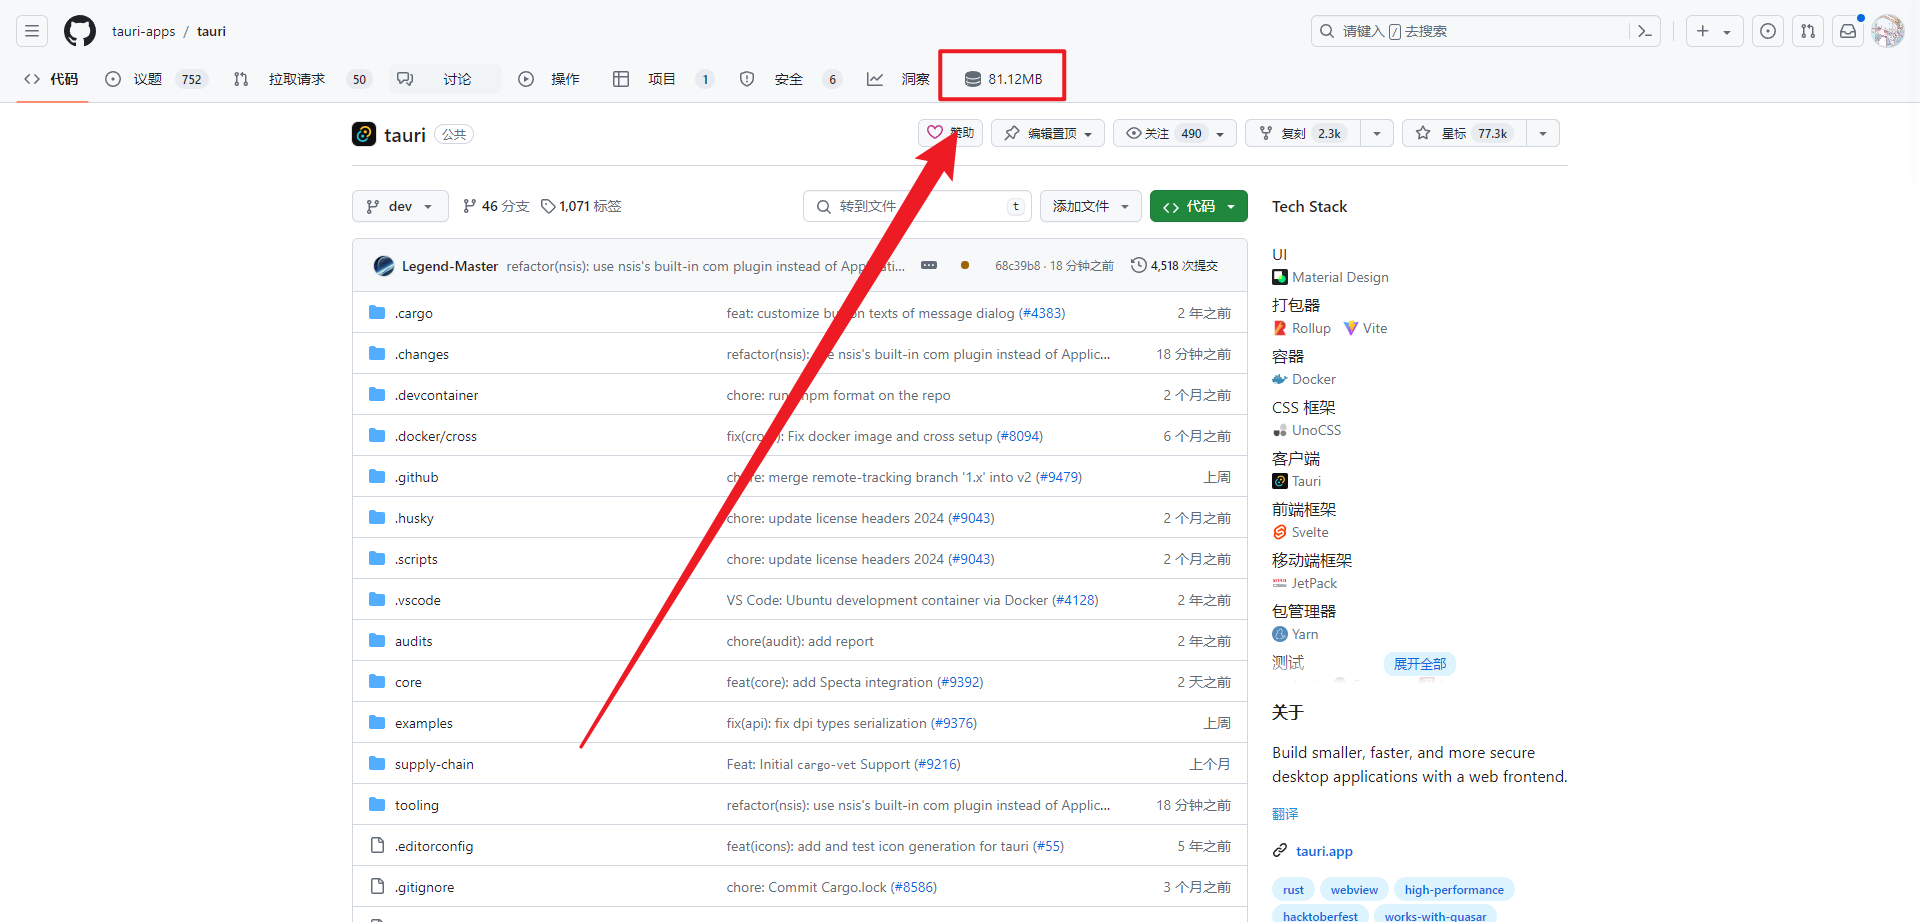 tauri-apps / tauri
请键入 / 去搜索
代码
议题 752
拉取请求 50
讨论
操作
项目 1
安全 6
洞察
81.12MB
tauri 公共
赞助
编辑置顶
关注 490
复刻 2.3k
星标 77.3k
dev
46 分支
1,071 标签
转到文件 t
添加文件
代码
Legend-Master refactor(nsis): use nsis's built-in com plugin instead of Applicati... 68c39b8 · 18 分钟之前 4,518 次提交
.cargo feat: customize button texts of message dialog (#4383) 2 年之前
.changes refactor(nsis): use nsis's built-in com plugin instead of Applic... 18 分钟之前
.devcontainer chore: run pnpm format on the repo 2 个月之前
.docker/cross fix(cross): Fix docker image and cross setup (#8094) 6 个月之前
.github chore: merge remote-tracking branch '1.x' into v2 (#9479) 上周
.husky chore: update license headers 2024 (#9043) 2 个月之前
.scripts chore: update license headers 2024 (#9043) 2 个月之前
.vscode VS Code: Ubuntu development container via Docker (#4128) 2 年之前
audits chore(audit): add report 2 年之前
core feat(core): add Specta integration (#9392) 2 天之前
examples fix(api): fix dpi types serialization (#9376) 上周
supply-chain Feat: Initial cargo-vet Support (#9216) 上个月
tooling refactor(nsis): use nsis's built-in com plugin instead of Applic... 18 分钟之前
.editorconfig feat(icons): add and test icon generation for tauri (#55) 5 年之前
.gitignore chore: Commit Cargo.lock (#8586) 3 个月之前
Tech Stack
UI
Material Design
打包器
Rollup Vite
容器
Docker
CSS 框架
UnoCSS
客户端
Tauri
前端框架
Svelte
移动端框架
JetPack
包管理器
Yarn
测试
展开全部
关于
Build smaller, faster, and more secure
desktop applications with a web frontend.
翻译
tauri.app
rust webview high-performance
hacktoberfest works-with-quasar